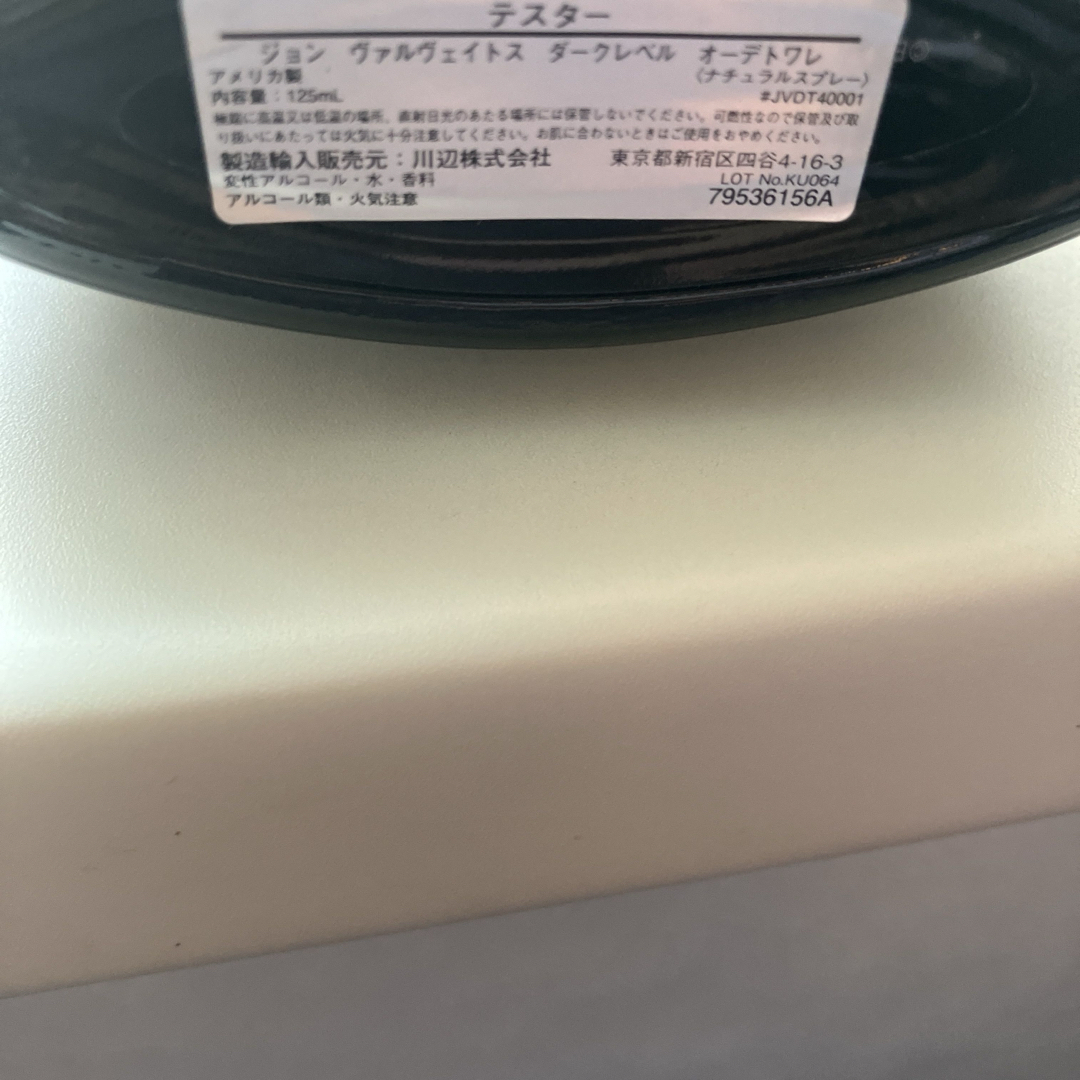 テスター
ジョン ヴァルヴェイトス ダークレベル オーデトワレ
アメリカ製 (ナチュラルスプレー)
内容量:125mL #JVDT40001
極端に高温又は低温の場所、直射日光のあたる場所には保管しないでください。可燃性なので保管及び取
り扱いにあたっては火気に十分注意してください。お肌に合わないときはご使用をおやめください。
製造輸入販売元:川辺株式会社 東京都新宿区四谷4-16-3
変性アルコール・水・香料 LOT No.KU064
アルコール類・火気注意 79536156A